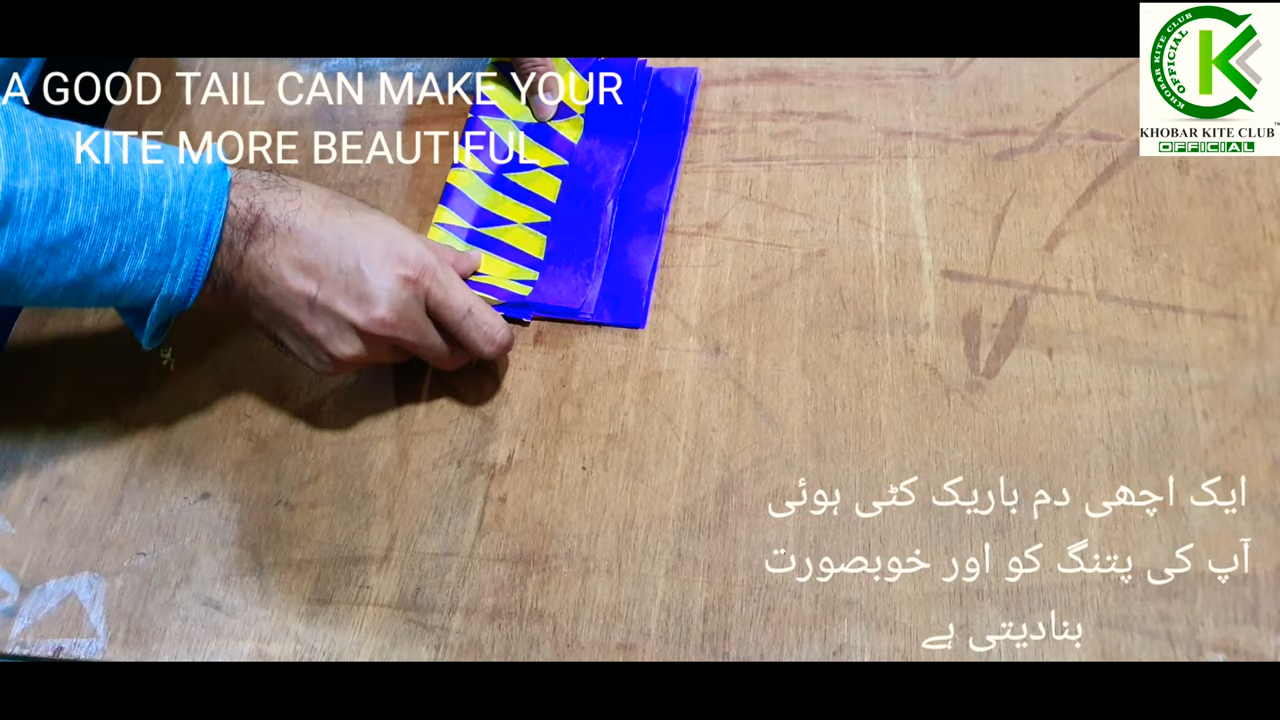 A GOOD TAIL CAN MAKE YOUR
KITE MORE BEAUTIFUL
KHOBAR KITE CLUB
OFFICIAL
KHOBAR KITE CLUB
OFFICIAL
ایک اچھی دم باریک کٹی ہوئی
آپ کی پتنگ کو اور خوبصورت
بنادیتی ہے